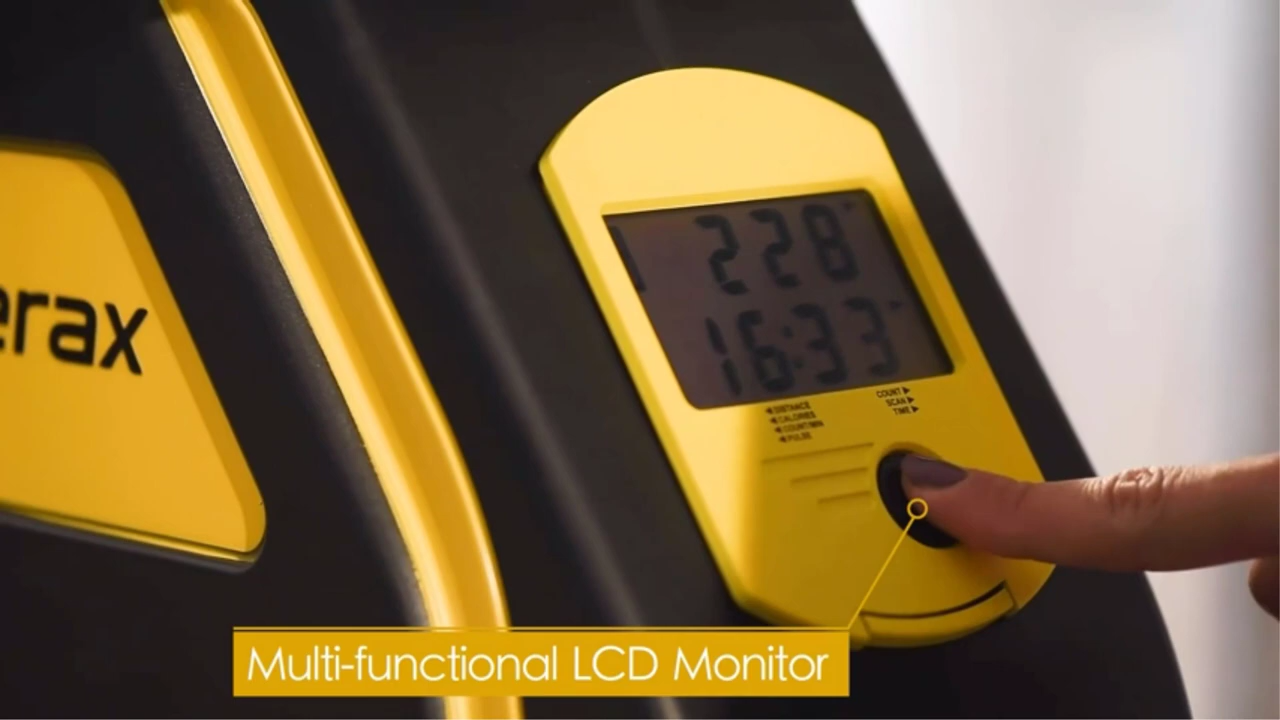 erax
228
16:33
DISTANCE
CALORIES
COUNT/MIN
PULSE
COUNT
SCAN
TIME
Multi-functional LCD Monitor